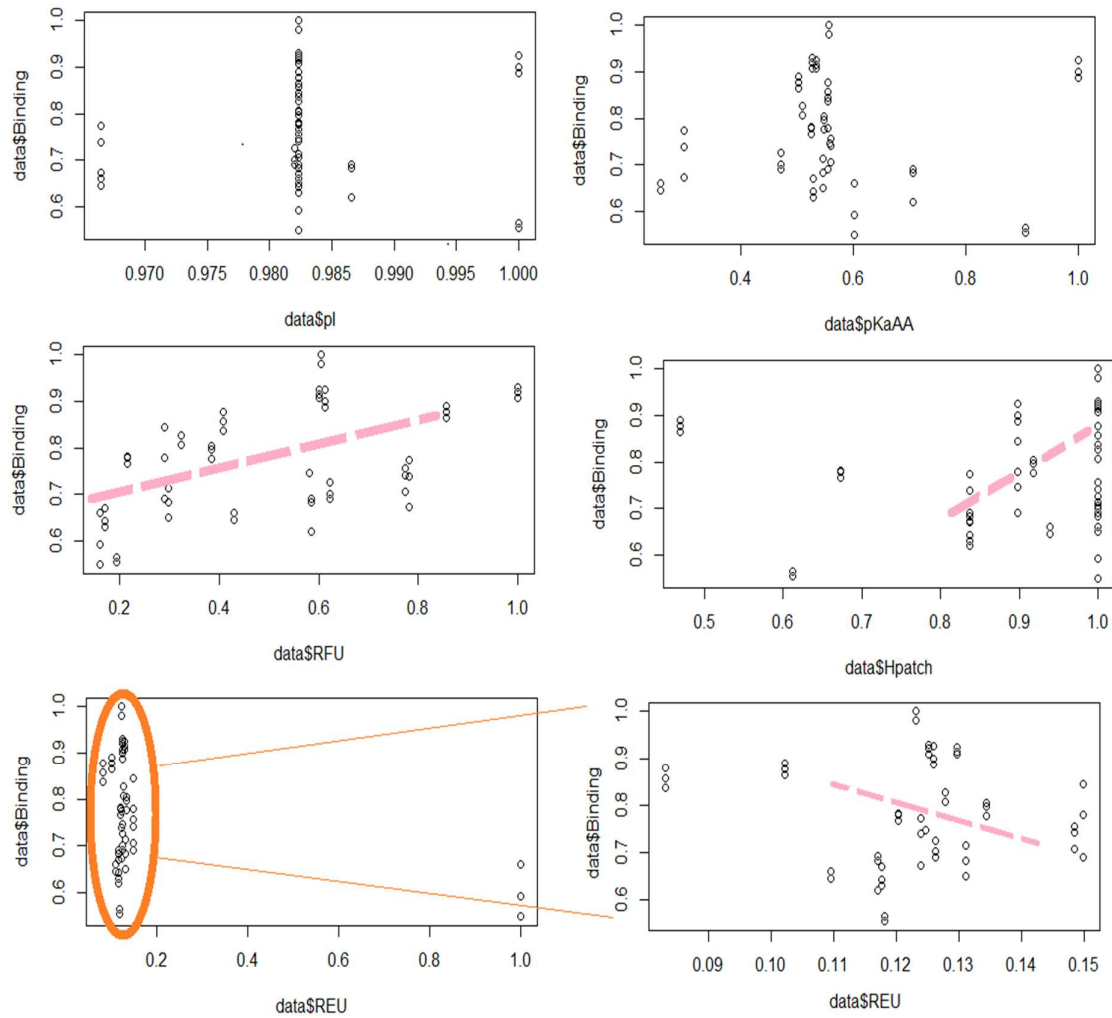 data$Binding
0.6 0.7 0.8 0.9 1.0
0.970 0.975 0.980 0.985 0.990 0.995 1.000
data$pI
data$Binding
0.6 0.7 0.8 0.9 1.0
0.4 0.6 0.8 1.0
data$pKaAA
data$Binding
0.6 0.7 0.8 0.9 1.0
0.2 0.4 0.6 0.8 1.0
data$RFU
data$Binding
0.6 0.7 0.8 0.9 1.0
0.5 0.6 0.7 0.8 0.9 1.0
data$Hpatch
data$Binding
0.6 0.7 0.8 0.9 1.0
0.2 0.4 0.6 0.8 1.0
data$REU
data$Binding
0.6 0.7 0.8 0.9 1.0
0.09 0.10 0.11 0.12 0.13 0.14 0.15
data$REU